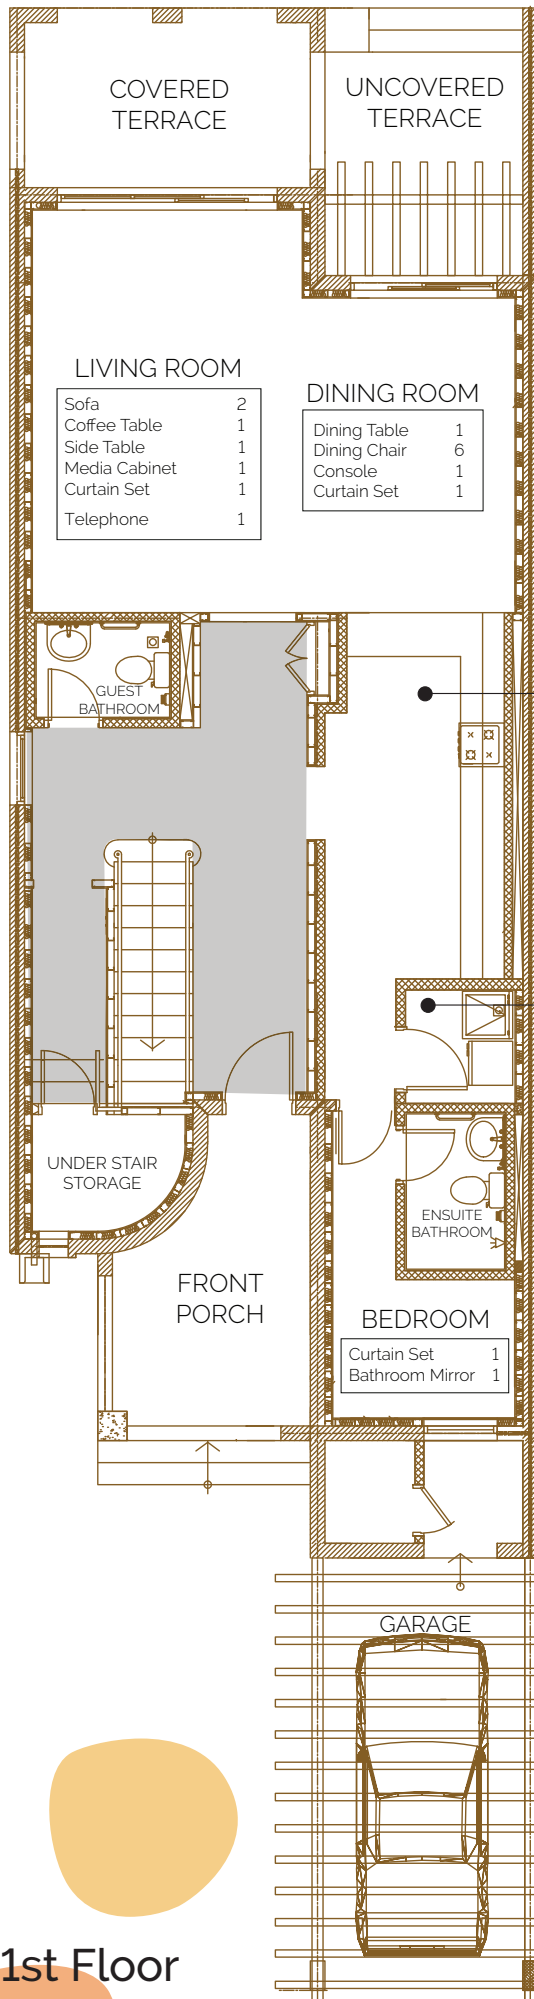 COVERED
TERRACE
UNCOVERED
TERRACE
LIVING ROOM
Sofa 2
Coffee Table 1
Side Table 1
Media Cabinet 1
Curtain Set 1
Telephone 1
DINING ROOM
Dining Table 1
Dining Chair 6
Console 1
Curtain Set 1
GUEST
BATHROOM
UNDER STAIR
STORAGE
ENSUITE
BATHROOM
FRONT
PORCH
BEDROOM
Curtain Set 1
Bathroom Mirror 1
GARAGE
1st Floor